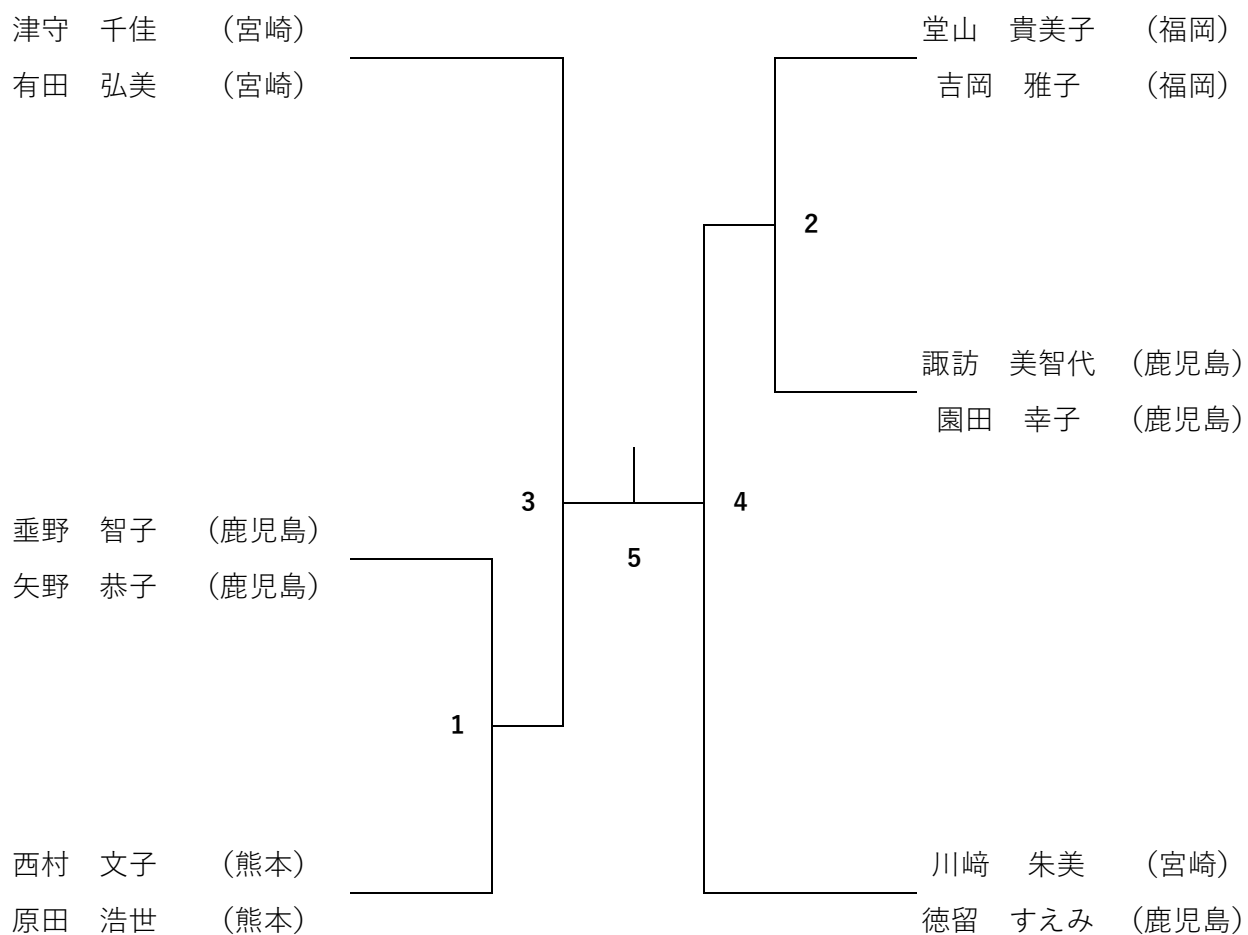 津守　千佳　（宮崎）
有田　弘美　（宮崎）
堂山　貴美子　（福岡）
吉岡　雅子　（福岡）
2
諏訪　美智代　（鹿児島）
園田　幸子　（鹿児島）
3
4
5
埀野　智子　（鹿児島）
矢野　恭子　（鹿児島）
1
西村　文子　（熊本）
原田　浩世　（熊本）
川﨑　朱美　（宮崎）
徳留　すえみ　（鹿児島）